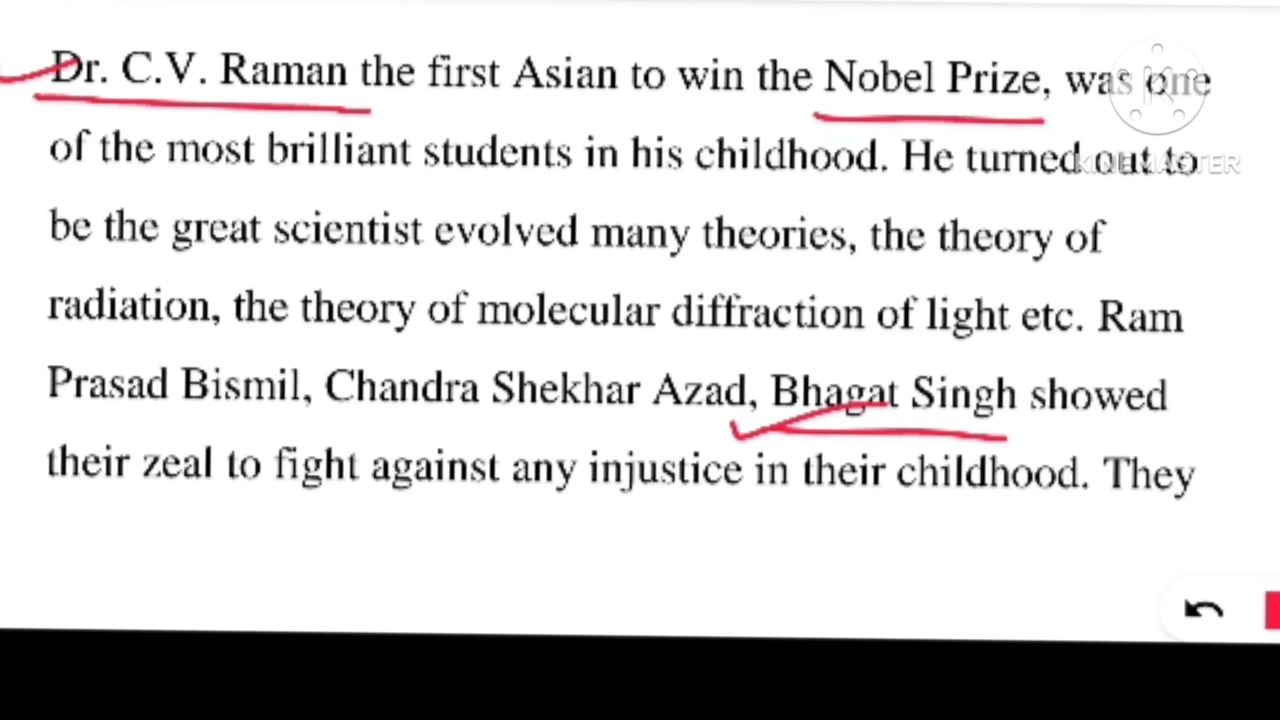 Dr. C.V. Raman the first Asian to win the Nobel Prize, was one
of the most brilliant students in his childhood. He turned out to
be the great scientist evolved many theories, the theory of
radiation, the theory of molecular diffraction of light etc. Ram
Prasad Bismil, Chandra Shekhar Azad, Bhagat Singh showed
their zeal to fight against any injustice in their childhood. They
KINEMASTER